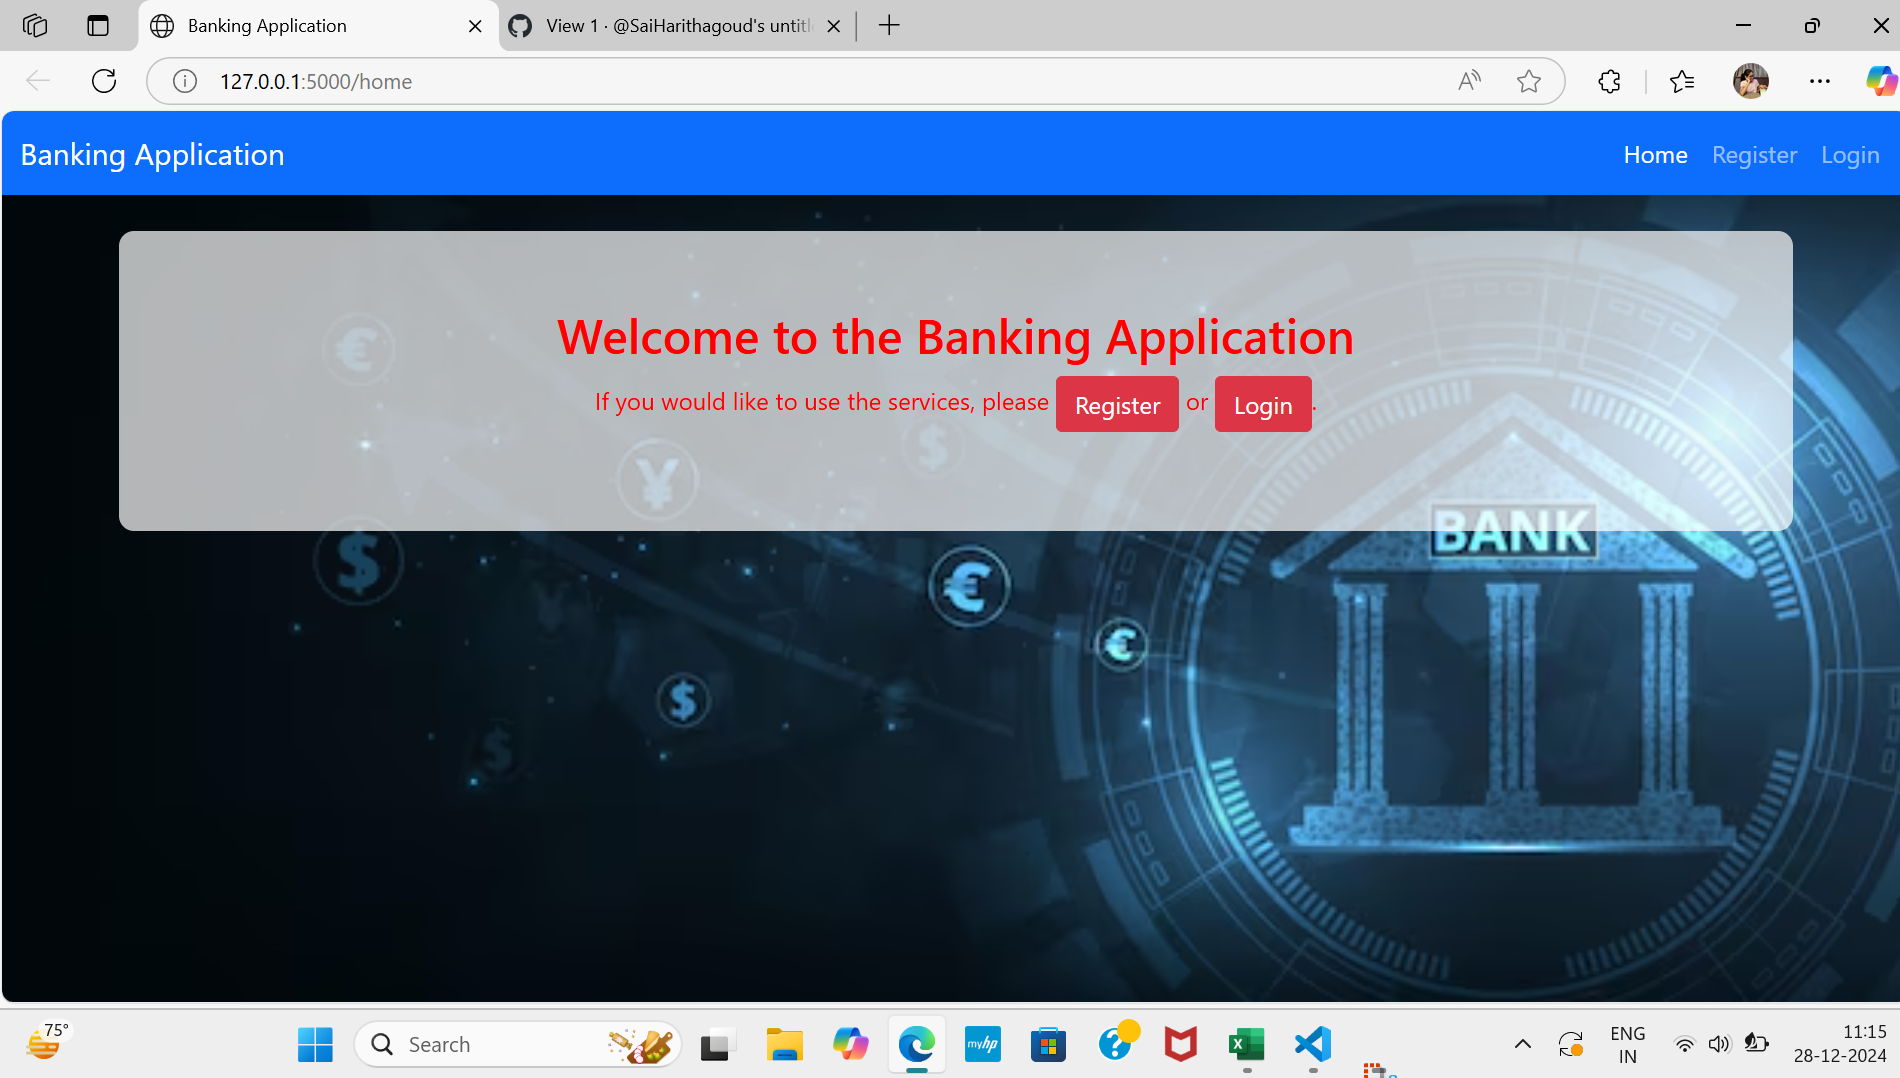 Banking Application
View 1 · @SaiHarithagoud's untitl
127.0.0.1:5000/home
Banking Application
Home Register Login
Welcome to the Banking Application
If you would like to use the services, please Register or Login.
BANK
75°
Search
myhp
ENG
IN
11:15
28-12-2024